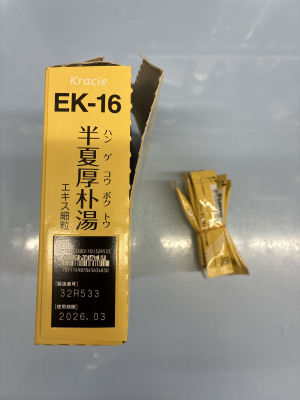 Kracie
EK-16
半夏厚朴湯
ハンゲコウボクトウ
エキス細粒
[製造番号]
32R533
[使用期限]
2026.03